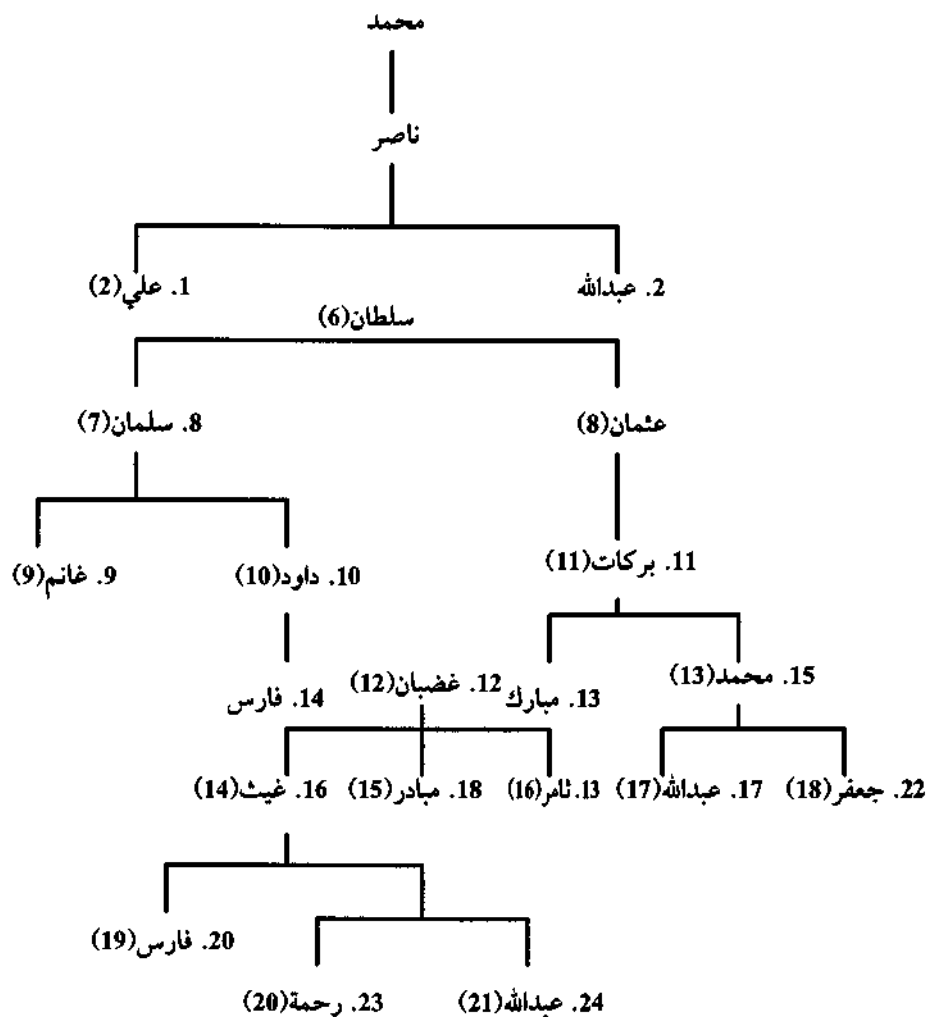 محمد
ناصر
2. عبدالله
1. علي(2)
سلطان(6)
عثمان(8)
8. سلمان(7)
11. بركات(11)
10. داود(10)
9. غانم(9)
15. محمد(13)
13. مبارك
12. غضبان(12)
14. فارس
22. جعفر(18)
17. عبدالله(17)
13. ثامر(16)
18. مبادر(15)
16. غيث(14)
20. فارس(19)
24. عبدالله(21)
23. رحمة(20)